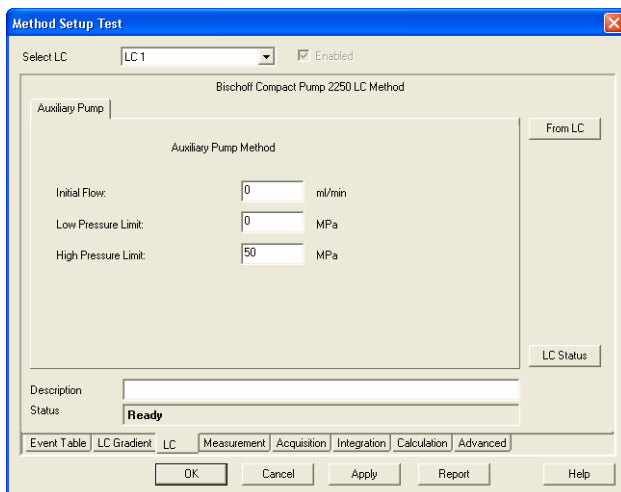 Method Setup Test
Select LC LC 1 Enabled
Bischoff Compact Pump 2250 LC Method
Auxiliary Pump
From LC
Auxiliary Pump Method
Initial Flow: 0 ml/min
Low Pressure Limit: 0 MPa
High Pressure Limit: 50 MPa
LC Status
Description
Status Ready
Event Table LC Gradient LC Measurement Acquisition Integration Calculation Advanced
OK Cancel Apply Report Help